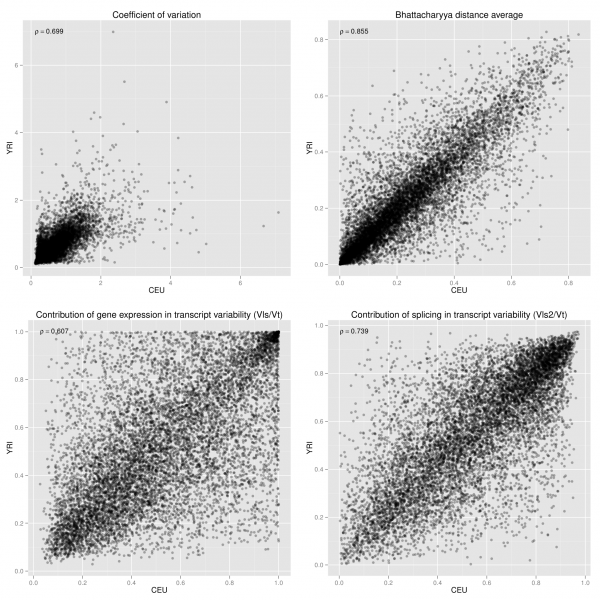 Coefficient of variation
ρ = 0.699
6
4
2
0
YRI
0 2 4 6
CEU
Bhattacharyya distance average
ρ = 0.855
0.8
0.6
0.4
0.2
0.0
YRI
0.0 0.2 0.4 0.6 0.8
CEU
Contribution of gene expression in transcript variability (Vls/Vt)
ρ = 0.607
1.0
0.8
0.6
0.4
0.2
0.0
YRI
0.0 0.2 0.4 0.6 0.8 1.0
CEU
Contribution of splicing in transcript variability (Vls2/Vt)
ρ = 0.739
1.0
0.8
0.6
0.4
0.2
0.0
YRI
0.0 0.2 0.4 0.6 0.8 1.0
CEU